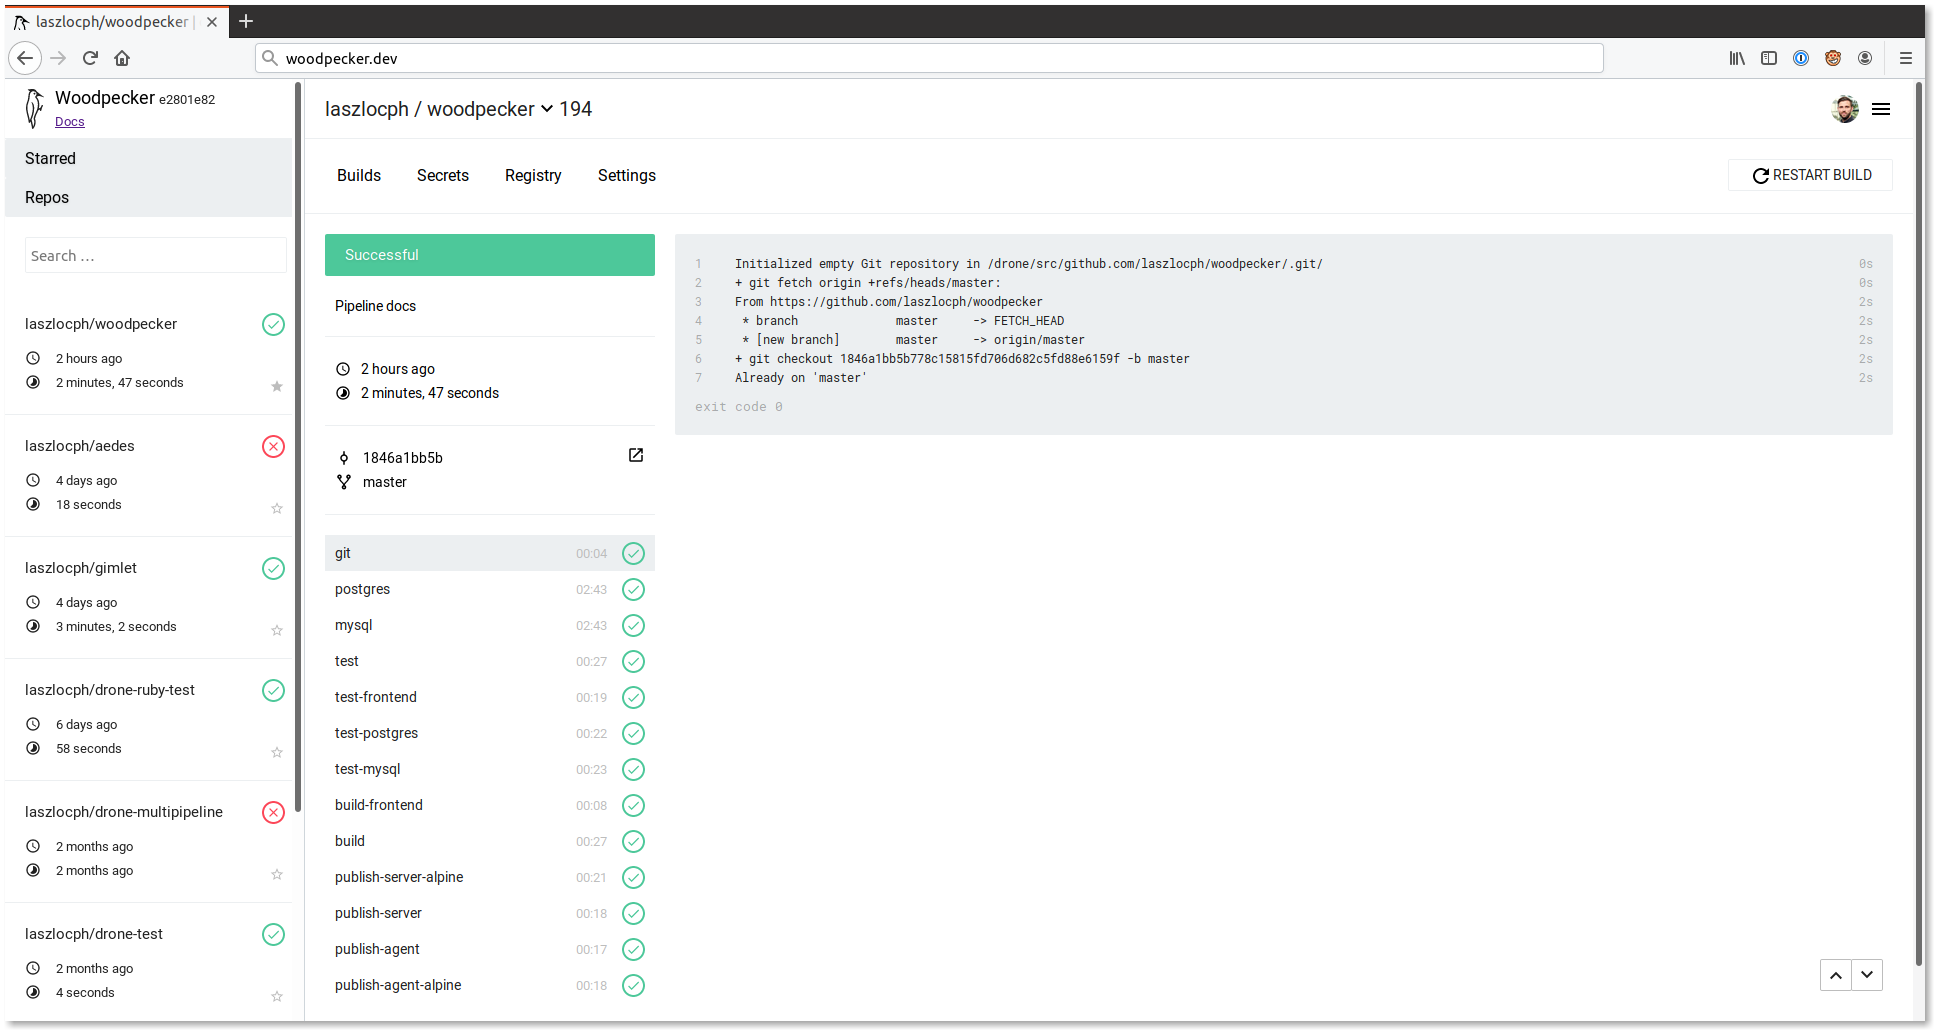 laszlocph/woodpecker |
woodpecker.dev
Woodpecker e2801e82
Docs
Starred
Repos
Search ...
laszlocph/woodpecker
2 hours ago
2 minutes, 47 seconds
laszlocph/aedes
4 days ago
18 seconds
laszlocph/gimlet
4 days ago
3 minutes, 2 seconds
laszlocph/drone-ruby-test
6 days ago
58 seconds
laszlocph/drone-multipipeline
2 months ago
2 months ago
laszlocph/drone-test
2 months ago
4 seconds
laszlocph / woodpecker 194
Builds Secrets Registry Settings
RESTART BUILD
Successful
Pipeline docs
2 hours ago
2 minutes, 47 seconds
1846a1bb5b
master
git 00:04
postgres 02:43
mysql 02:43
test 00:27
test-frontend 00:19
test-postgres 00:22
test-mysql 00:23
build-frontend 00:08
build 00:27
publish-server-alpine 00:21
publish-server 00:18
publish-agent 00:17
publish-agent-alpine 00:18
1 Initialized empty Git repository in /drone/src/github.com/laszlocph/woodpecker/.git/ 0s
2 + git fetch origin +refs/heads/master: 0s
3 From https://github.com/laszlocph/woodpecker 2s
4 * branch master -> FETCH_HEAD 2s
5 * [new branch] master -> origin/master 2s
6 + git checkout 1846a1bb5b778c15815fd706d682c5fd88e6159f -b master 2s
7 Already on 'master' 2s
exit code 0